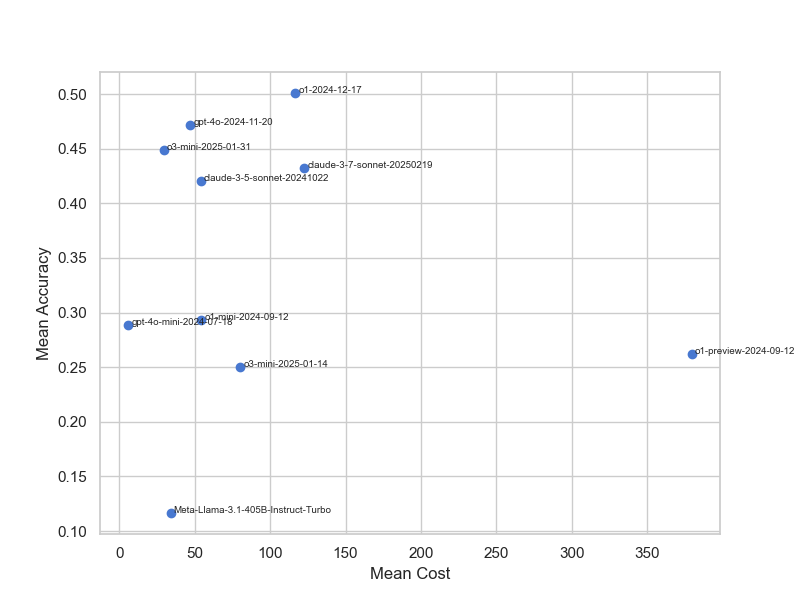 0.50
0.45
0.40
0.35
0.30
0.25
0.20
0.15
0.10
Mean Accuracy
o1-2024-12-17
gpt-4o-2024-11-20
o3-mini-2025-01-31
claude-3-7-sonnet-20250219
claude-3-5-sonnet-20241022
o1-mini-2024-09-12
gpt-4o-mini-2024-07-18
o1-preview-2024-09-12
o3-mini-2025-01-14
Meta-Llama-3.1-405B-Instruct-Turbo
0 50 100 150 200 250 300 350
Mean Cost